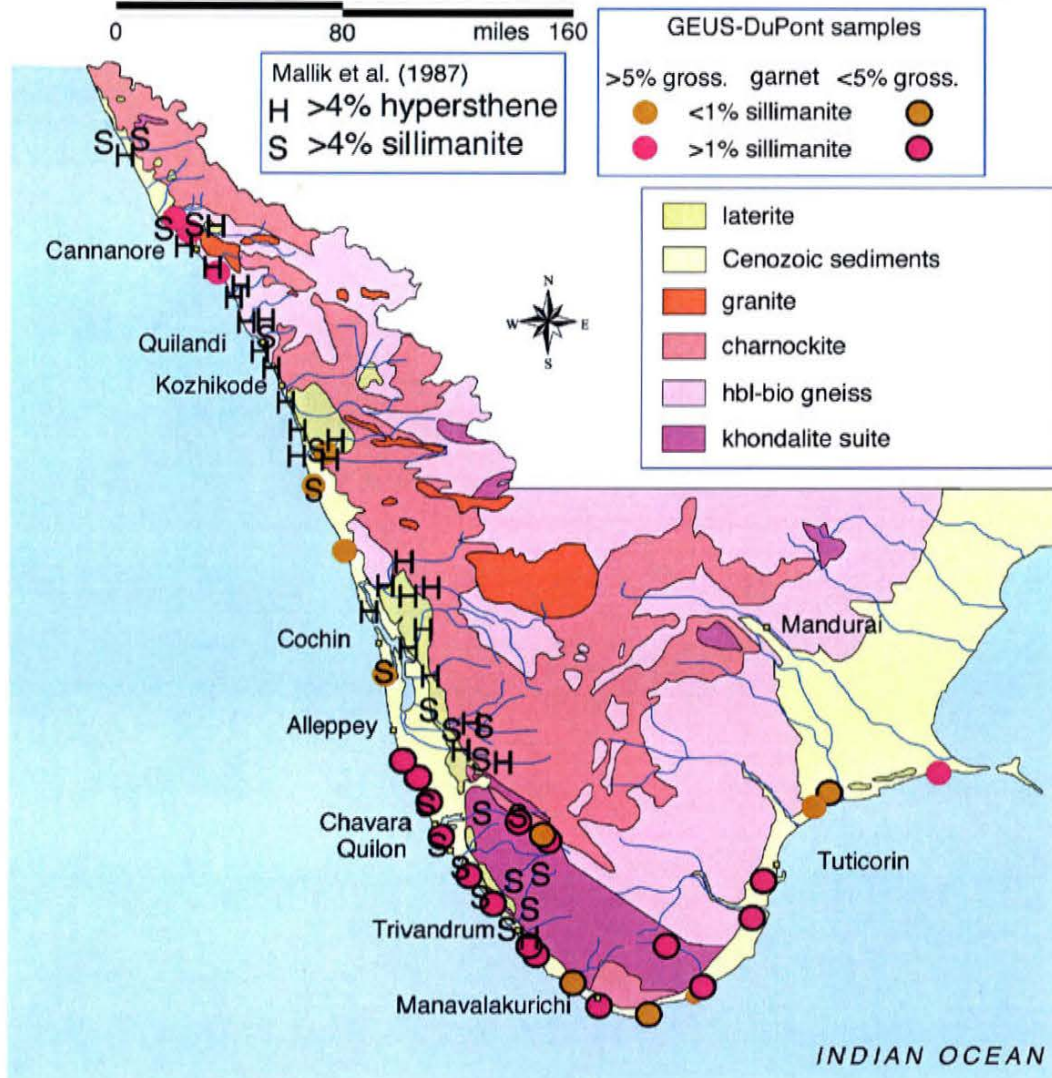 0 80 miles 160
Mallik et al. (1987)
H >4% hypersthene
S >4% sillimanite
GEUS-DuPont samples
>5% gross. garnet <5% gross.
<1% sillimanite
>1% sillimanite
laterite
Cenozoic sediments
granite
charnockite
hbl-bio gneiss
khondalite suite
N
W E
S
Cannanore
Quilandi
Kozhikode
Cochin
Mandurai
Alleppey
Chavara
Quilon
Tuticorin
Trivandrum
Manavalakurichi
INDIAN OCEAN